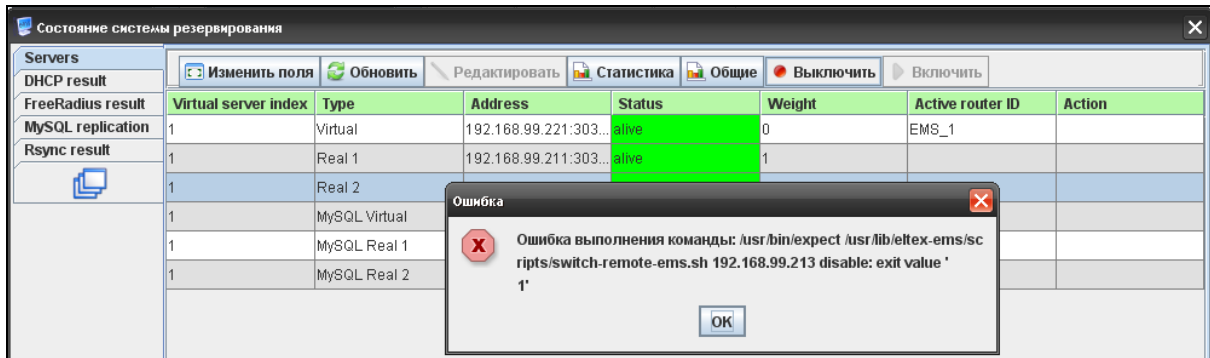 Состояние системы резервирования
Servers
DHCP result
FreeRadius result
MySQL replication
Rsync result
Изменить поля Обновить Редактировать Статистика Общие Выключить Включить
Virtual server index Type Address Status Weight Active router ID Action
1 Virtual 192.168.99.221:303... alive 0 EMS_1
1 Real 1 192.168.99.211:303... alive 1
1 Real 2
1 MySQL Virtual
1 MySQL Real 1
1 MySQL Real 2
Ошибка
Ошибка выполнения команды: /usr/bin/expect /usr/lib/eltex-ems/sc
ripts/switch-remote-ems.sh 192.168.99.213 disable: exit value '
1'
OK